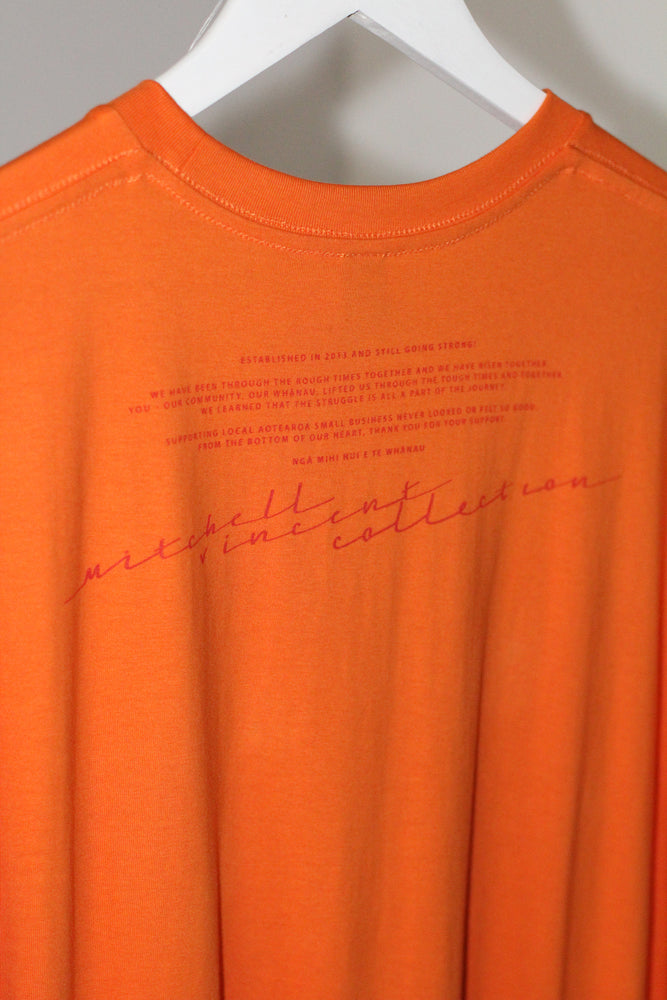 ESTABLISHED IN 2013 AND STILL GOING STRONG!
WE HAVE BEEN THROUGH THE ROUGH TIMES TOGETHER AND WE HAVE RISEN TOGETHER.
YOU - OUR COMMUNITY, OUR WHĀNAU, LIFTED US THROUGH THE TOUGH TIMES AND TOGETHER
WE LEARNED THAT THE STRUGGLE IS ALL A PART OF THE JOURNEY.
SUPPORTING LOCAL AOTEAROA SMALL BUSINESS NEVER LOOKED OR FELT SO GOOD.
FROM THE BOTTOM OF OUR HEART, THANK YOU FOR YOUR SUPPORT.
NGĀ MIHI NUI E TE WHĀNAU
mitchell
vincent
collection